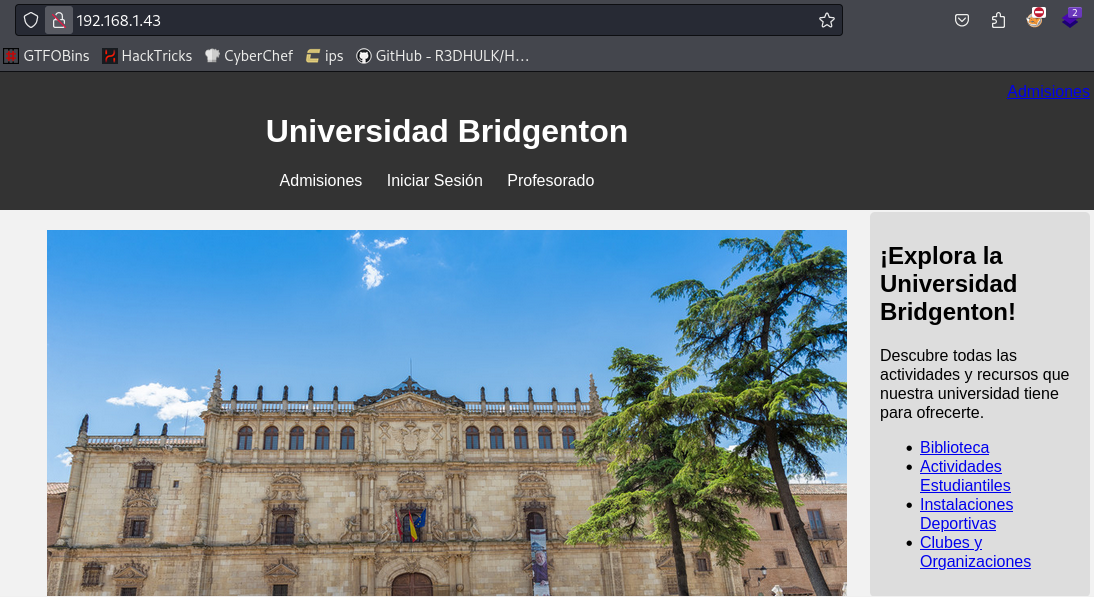 192.168.1.43
2
GTFOBins HackTricks CyberChef ips GitHub - R3DHULK/H...
Admisiones
Universidad Bridgenton
Admisiones Iniciar Sesión Profesorado
¡Explora la
Universidad
Bridgenton!
Descubre todas las
actividades y recursos que
nuestra universidad tiene
para ofrecerte.
Biblioteca
Actividades
Estudiantiles
Instalaciones
Deportivas
Clubes y
Organizaciones